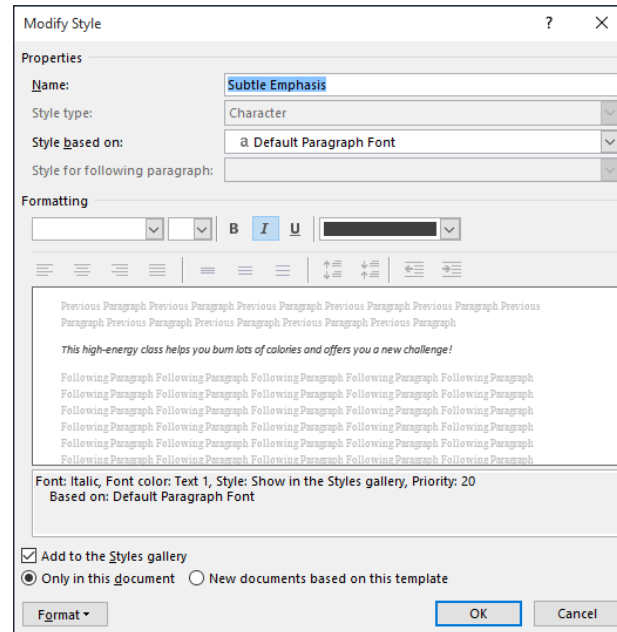 Modify Style ? ×
Properties
Name: Subtle Emphasis
Style type: Character
Style based on: a Default Paragraph Font
Style for following paragraph:
Formatting
B I U
Previous Paragraph Previous Paragraph Previous Paragraph Previous Paragraph Previous Paragraph Previous
Paragraph Previous Paragraph Previous Paragraph Previous Paragraph Previous Paragraph
This high-energy class helps you burn lots of calories and offers you a new challenge!
Following Paragraph Following Paragraph Following Paragraph Following Paragraph Following Paragraph
Following Paragraph Following Paragraph Following Paragraph Following Paragraph Following Paragraph
Following Paragraph Following Paragraph Following Paragraph Following Paragraph Following Paragraph
Following Paragraph Following Paragraph Following Paragraph Following Paragraph Following Paragraph
Following Paragraph Following Paragraph Following Paragraph Following Paragraph Following Paragraph
Following Paragraph Following Paragraph Following Paragraph Following Paragraph Following Paragraph
Font: Italic, Font color: Text 1, Style: Show in the Styles gallery, Priority: 20
Based on: Default Paragraph Font
Add to the Styles gallery
Only in this document New documents based on this template
Format OK Cancel